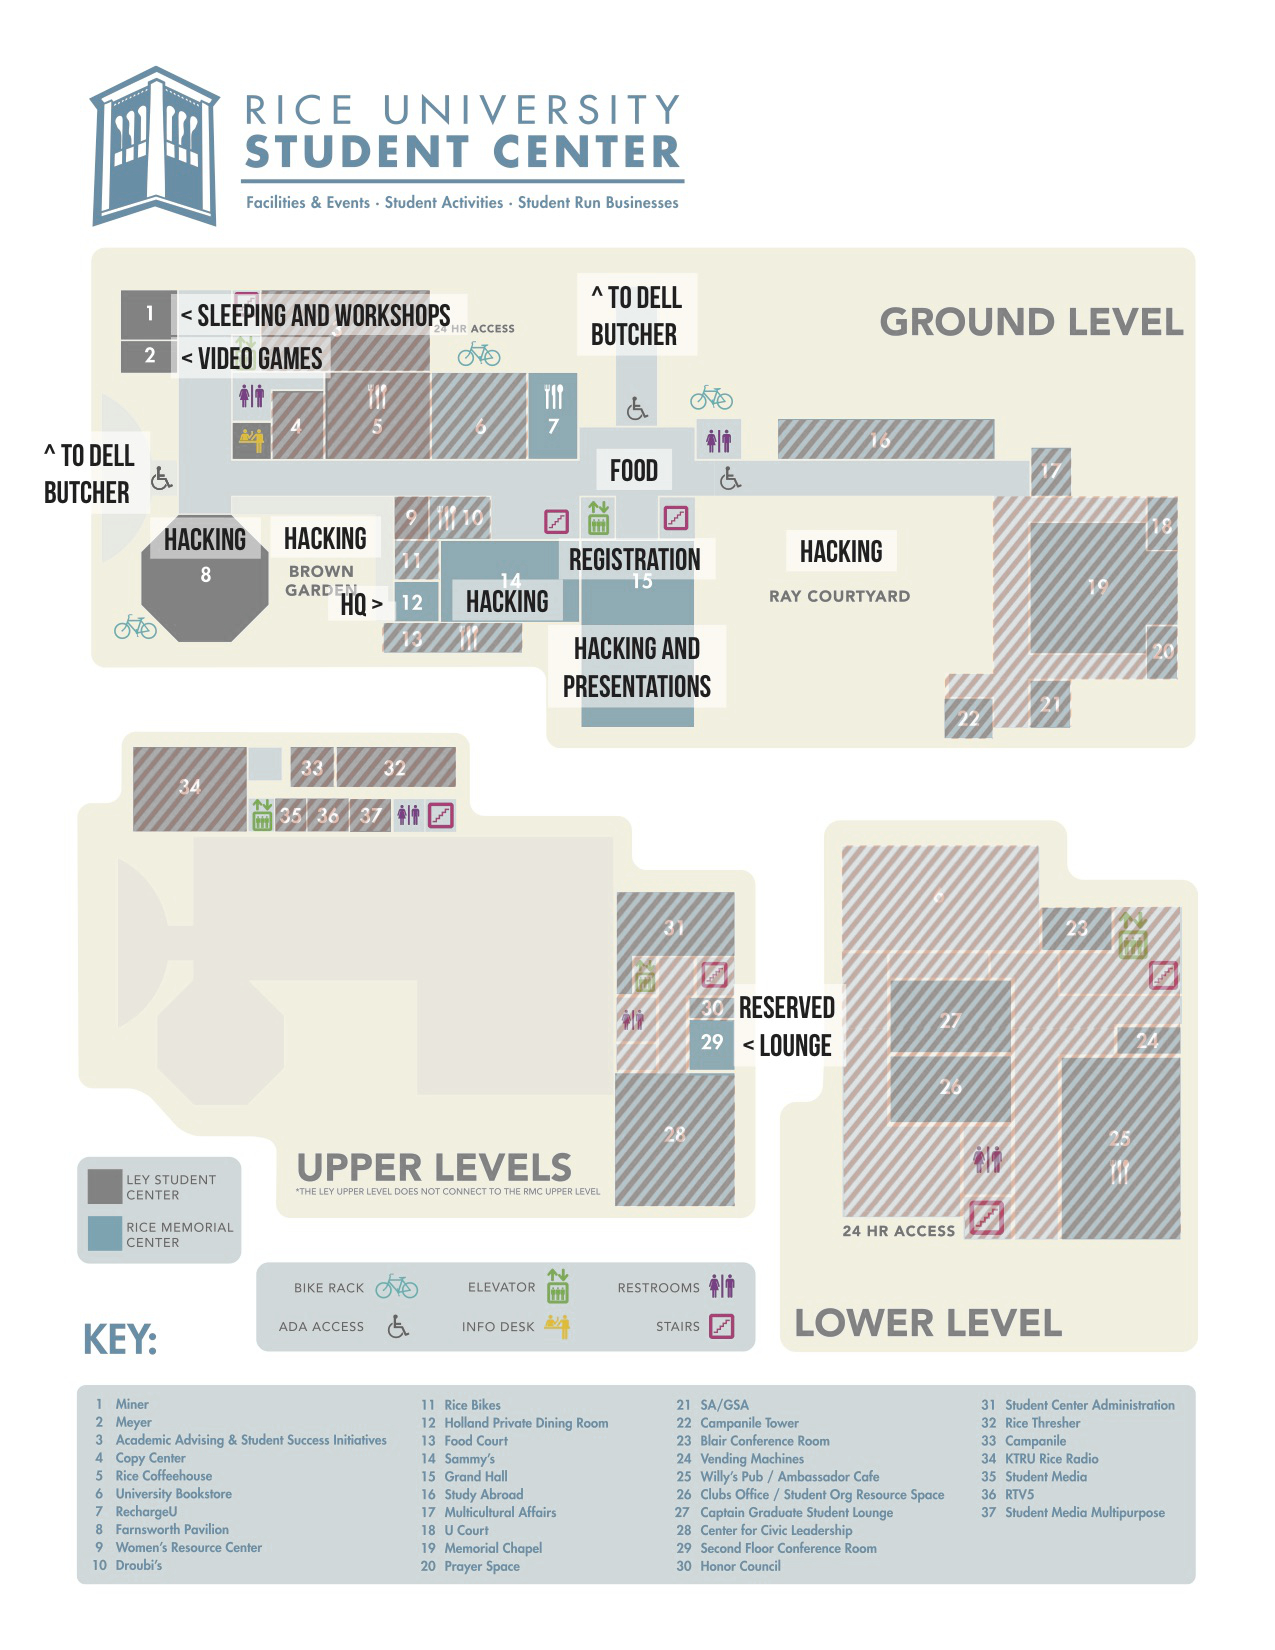 RICE UNIVERSITY
STUDENT CENTER
Facilities & Events · Student Activities · Student Run Businesses
GROUND LEVEL
^ TO DELL
BUTCHER
1
< SLEEPING AND WORKSHOPS
3
24 HR ACCESS
2
< VIDEO GAMES
4
5
6
7
16
^ TO DELL
BUTCHER
FOOD
17
9
10
18
HACKING
8
HACKING
BROWN
GARDEN
11
14
REGISTRATION
15
HACKING
RAY COURTYARD
19
HQ >
12
HACKING
13
HACKING AND
PRESENTATIONS
20
21
22
34
33
32
35
36
37
31
30
29
RESERVED
< LOUNGE
28
UPPER LEVELS
*THE LEY UPPER LEVEL DOES NOT CONNECT TO THE RMC UPPER LEVEL
23
27
24
26
25
24 HR ACCESS
LOWER LEVEL
LEY STUDENT
CENTER
RICE MEMORIAL
CENTER
BIKE RACK
ELEVATOR
RESTROOMS
ADA ACCESS
INFO DESK
STAIRS
KEY:
1 Miner
2 Meyer
3 Academic Advising & Student Success Initiatives
4 Copy Center
5 Rice Coffeehouse
6 University Bookstore
7 RechargeU
8 Farnsworth Pavilion
9 Women's Resource Center
10 Droubi's
11 Rice Bikes
12 Holland Private Dining Room
13 Food Court
14 Sammy's
15 Grand Hall
16 Study Abroad
17 Multicultural Affairs
18 U Court
19 Memorial Chapel
20 Prayer Space
21 SA/GSA
22 Campanile Tower
23 Blair Conference Room
24 Vending Machines
25 Willy's Pub / Ambassador Cafe
26 Clubs Office / Student Org Resource Space
27 Captain Graduate Student Lounge
28 Center for Civic Leadership
29 Second Floor Conference Room
30 Honor Council
31 Student Center Administration
32 Rice Thresher
33 Campanile
34 KTRU Rice Radio
35 Student Media
36 RTV5
37 Student Media Multipurpose